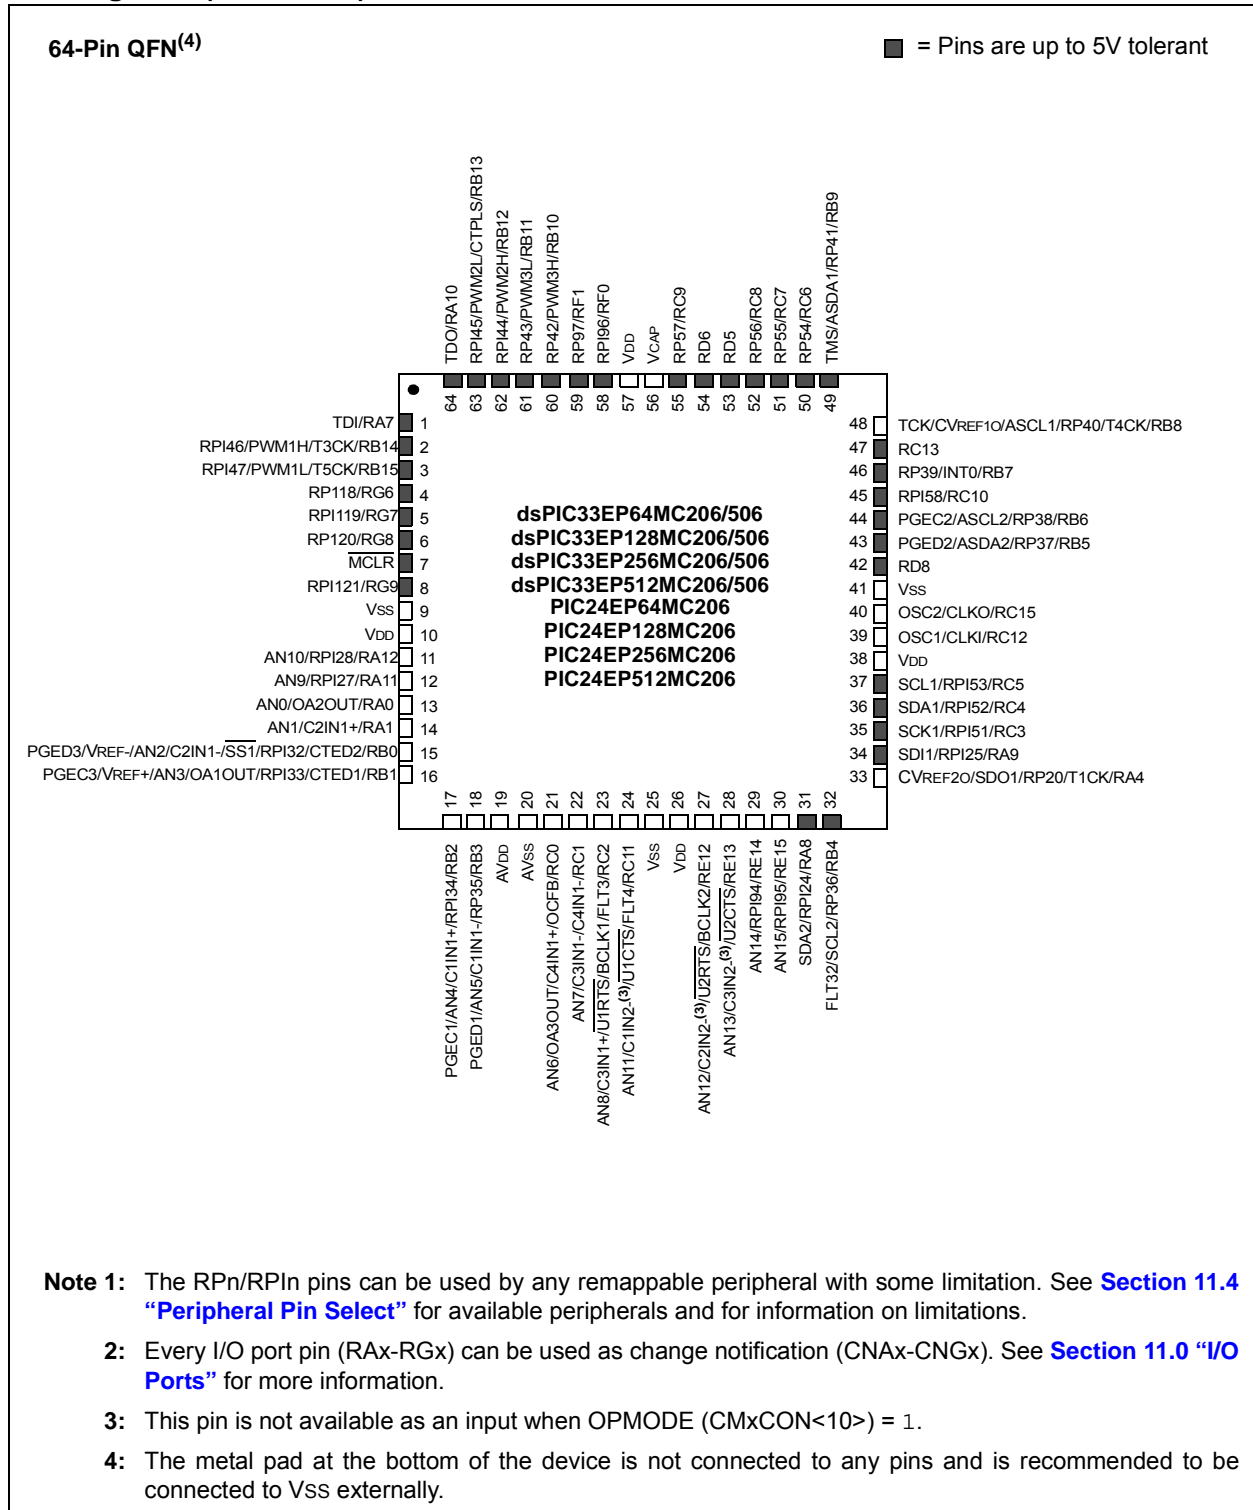 64-Pin QFN(4)
= Pins are up to 5V tolerant
TDO/RA10
RPI45/PWM2L/CTPLS/RB13
RPI44/PWM2H/RB12
RP43/PWM3L/RB11
RP42/PWM3H/RB10
RP97/RF1
RPI96/RF0
VDD
VCAP
RP57/RC9
RD6
RD5
RP56/RC8
RP55/RC7
RP54/RC6
TMS/ASDA1/RP41/RB9
64 63 62 61 60 59 58 57 56 55 54 53 52 51 50 49
TDI/RA7 1
RPI46/PWM1H/T3CK/RB14 2
RPI47/PWM1L/T5CK/RB15 3
RP118/RG6 4
RPI119/RG7 5
RP120/RG8 6
MCLR 7
RPI121/RG9 8
VSS 9
VDD 10
AN10/RPI28/RA12 11
AN9/RPI27/RA11 12
AN0/OA2OUT/RA0 13
AN1/C2IN1+/RA1 14
PGED3/VREF-/AN2/C2IN1-/SS1/RPI32/CTED2/RB0 15
PGEC3/VREF+/AN3/OA1OUT/RPI33/CTED1/RB1 16
dsPIC33EP64MC206/506
dsPIC33EP128MC206/506
dsPIC33EP256MC206/506
dsPIC33EP512MC206/506
PIC24EP64MC206
PIC24EP128MC206
PIC24EP256MC206
PIC24EP512MC206
48 TCK/CVREF1O/ASCL1/RP40/T4CK/RB8
47 RC13
46 RP39/INT0/RB7
45 RPI58/RC10
44 PGEC2/ASCL2/RP38/RB6
43 PGED2/ASDA2/RP37/RB5
42 RD8
41 VSS
40 OSC2/CLKO/RC15
39 OSC1/CLKI/RC12
38 VDD
37 SCL1/RPI53/RC5
36 SDA1/RPI52/RC4
35 SCK1/RPI51/RC3
34 SDI1/RPI25/RA9
33 CVREF2O/SDO1/RP20/T1CK/RA4
17 18 19 20 21 22 23 24 25 26 27 28 29 30 31 32
PGEC1/AN4/C1IN1+/RPI34/RB2
PGED1/AN5/C1IN1-/RP35/RB3
AVDD
AVSS
AN6/OA3OUT/C4IN1+/OCFB/RC0
AN7/C3IN1-/C4IN1-/RC1
AN8/C3IN1+/U1RTS/BCLK1/FLT3/RC2
AN11/C1IN2-(3)/U1CTS/FLT4/RC11
VSS
VDD
AN12/C2IN2-(3)/U2RTS/BCLK2/RE12
AN13/C3IN2-(3)/U2CTS/RE13
AN14/RPI94/RE14
AN15/RPI95/RE15
SDA2/RPI24/RA8
FLT32/SCL2/RP36/RB4
Note 1: The RPn/RPIn pins can be used by any remappable peripheral with some limitation. See Section 11.4
“Peripheral Pin Select” for available peripherals and for information on limitations.
2: Every I/O port pin (RAx-RGx) can be used as change notification (CNAx-CNGx). See Section 11.0 “I/O
Ports” for more information.
3: This pin is not available as an input when OPMODE (CMxCON<10>) = 1.
4: The metal pad at the bottom of the device is not connected to any pins and is recommended to be
connected to VSS externally.